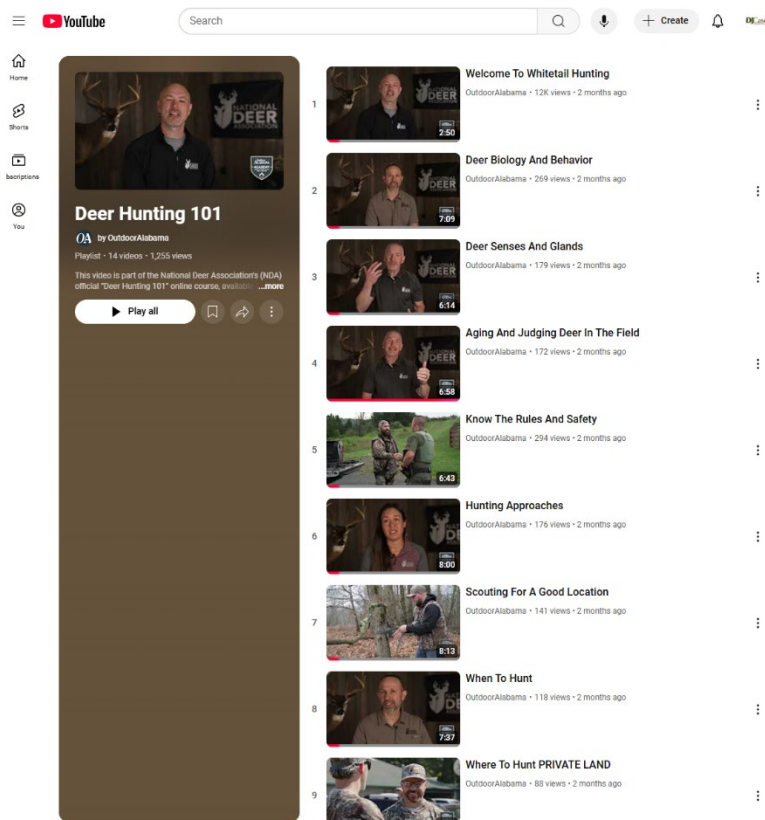 YouTube
Search
Create
Home
Shorts
bscriptions
You
NATIONAL
DEER
ASSOCIATION
Deer Hunting 101
OA by OutdoorAlabama
Playlist • 14 videos • 1,255 views
This video is part of the National Deer Association's (NDA)
official "Deer Hunting 101" online course, ...more
Play all
1
2:50
Welcome To Whitetail Hunting
OutdoorAlabama • 12K views • 2 months ago
2
7:09
Deer Biology And Behavior
OutdoorAlabama • 269 views • 2 months ago
3
6:14
Deer Senses And Glands
OutdoorAlabama • 179 views • 2 months ago
4
6:58
Aging And Judging Deer In The Field
OutdoorAlabama • 172 views • 2 months ago
5
6:43
Know The Rules And Safety
OutdoorAlabama • 294 views • 2 months ago
6
8:00
Hunting Approaches
OutdoorAlabama • 176 views • 2 months ago
7
8:13
Scouting For A Good Location
OutdoorAlabama • 141 views • 2 months ago
8
7:37
When To Hunt
OutdoorAlabama • 118 views • 2 months ago
9
Where To Hunt PRIVATE LAND
OutdoorAlabama • 88 views • 2 months ago